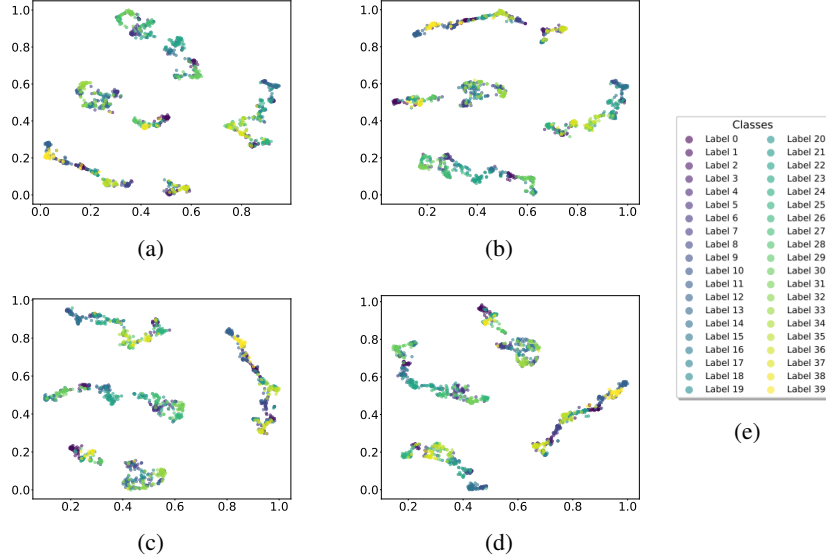 1.0
0.8
0.6
0.4
0.2
0.0
0.0 0.2 0.4 0.6 0.8
(a)
1.0
0.8
0.6
0.4
0.2
0.0
0.2 0.4 0.6 0.8 1.0
(b)
1.0
0.8
0.6
0.4
0.2
0.0
0.2 0.4 0.6 0.8 1.0
(c)
1.0
0.8
0.6
0.4
0.2
0.0
0.2 0.4 0.6 0.8 1.0
(d)
Classes
Label 0 Label 20
Label 1 Label 21
Label 2 Label 22
Label 3 Label 23
Label 4 Label 24
Label 5 Label 25
Label 6 Label 26
Label 7 Label 27
Label 8 Label 28
Label 9 Label 29
Label 10 Label 30
Label 11 Label 31
Label 12 Label 32
Label 13 Label 33
Label 14 Label 34
Label 15 Label 35
Label 16 Label 36
Label 17 Label 37
Label 18 Label 38
Label 19 Label 39
(e)